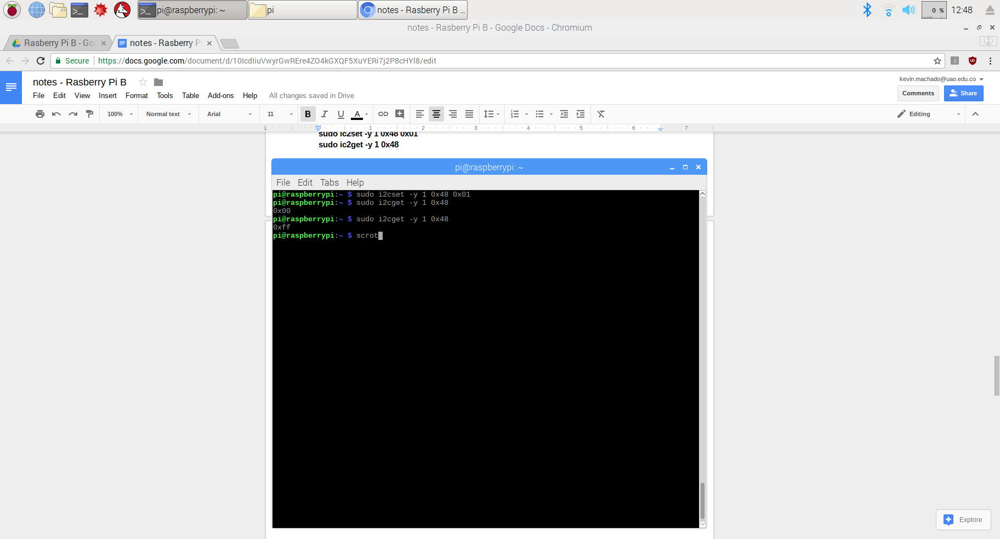 pi@raspberrypi: ~
pi
notes - Rasberry Pi B ...
0 %
12:48
notes - Rasberry Pi B - Google Docs - Chromium
Rasberry Pi B - Goo
notes - Rasberry P
Secure
https://docs.google.com/document/d/10IcdIiuVwyrGwREre4ZO4kGXQF5XuYERi7j2P8cHYl8/edit
notes - Rasberry Pi B
kevin.machado@uao.edu.co
File Edit View Insert Format Tools Table Add-ons Help All changes saved in Drive
Comments
Share
100% Normal text Arial 11 B I U A Editing
1 1 2 3 4 5 6 7
sudo ic2set -y 1 0x48 0x01
sudo ic2get -y 1 0x48
pi@raspberrypi: ~
File Edit Tabs Help
pi@raspberrypi:~ $ sudo i2cset -y 1 0x48 0x01
pi@raspberrypi:~ $ sudo i2cget -y 1 0x48
0x00
pi@raspberrypi:~ $ sudo i2cget -y 1 0x48
0xff
pi@raspberrypi:~ $ scrot
Explore